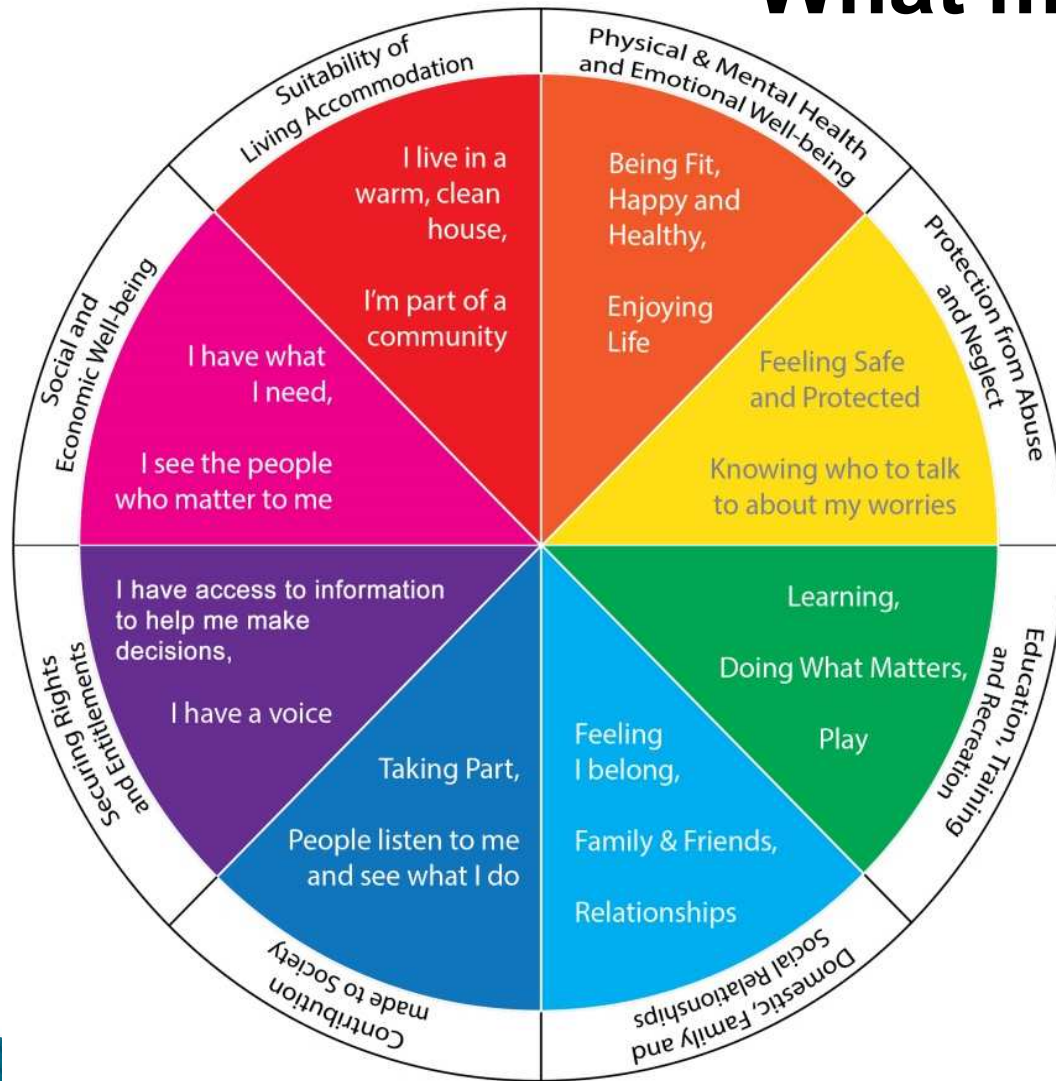 What
Physical & Mental Health
and Emotional Well-being
Being Fit,
Happy and
Healthy,
Enjoying
Life
Protection from Abuse
and Neglect
Feeling Safe
and Protected
Knowing who to talk
to about my worries
Education, Training
and Recreation
Learning,
Doing What Matters,
Play
Domestic, Family and
Social Relationships
Feeling
I belong,
Family & Friends,
Relationships
Contribution
made to Society
Taking Part,
People listen to me
and see what I do
Securing Rights
and Entitlements
I have access to information
to help me make
decisions,
I have a voice
Social and
Economic Well-being
I have what
I need,
I see the people
who matter to me
Suitability of
Living Accommodation
I live in a
warm, clean
house,
I'm part of a
community